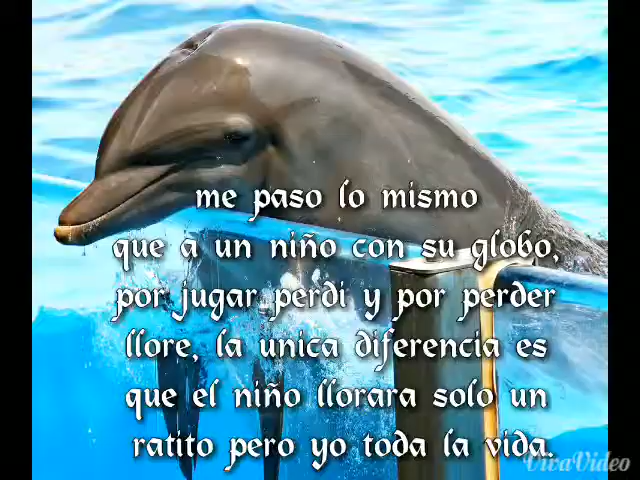 me paso lo mismo
que a un niño con su globo,
por jugar perdi y por perder
llore, la unica diferencia es
que el niño llorara solo un
ratito pero yo toda la vida.
VivaVideo